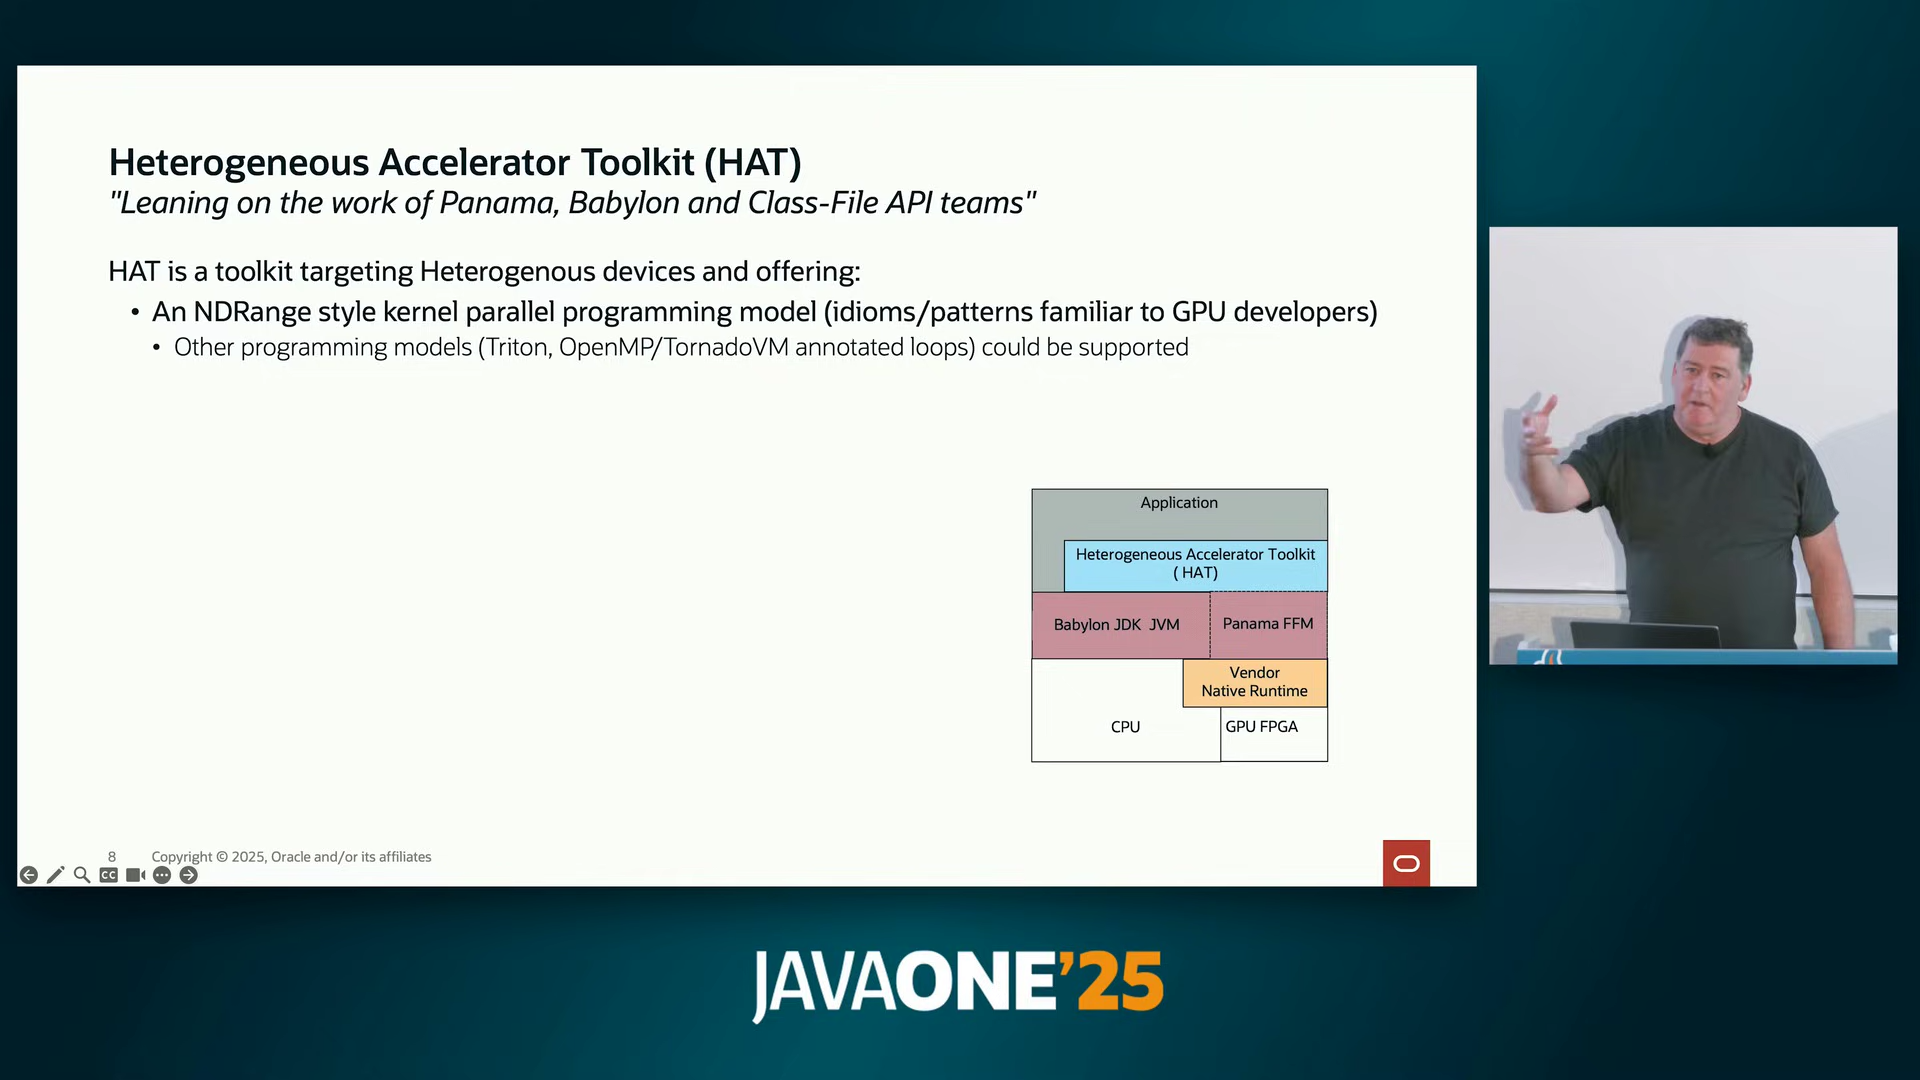 Heterogeneous Accelerator Toolkit (HAT)
"Leaning on the work of Panama, Babylon and Class-File API teams"
HAT is a toolkit targeting Heterogenous devices and offering:
• An NDRange style kernel parallel programming model (idioms/patterns familiar to GPU developers)
• Other programming models (Triton, OpenMP/TornadoVM annotated loops) could be supported
Application
Heterogeneous Accelerator Toolkit
( HAT)
Babylon JDK JVM
Panama FFM
Vendor
Native Runtime
CPU
GPU FPGA
8 Copyright © 2025, Oracle and/or its affiliates
CC
JAVAONE'25